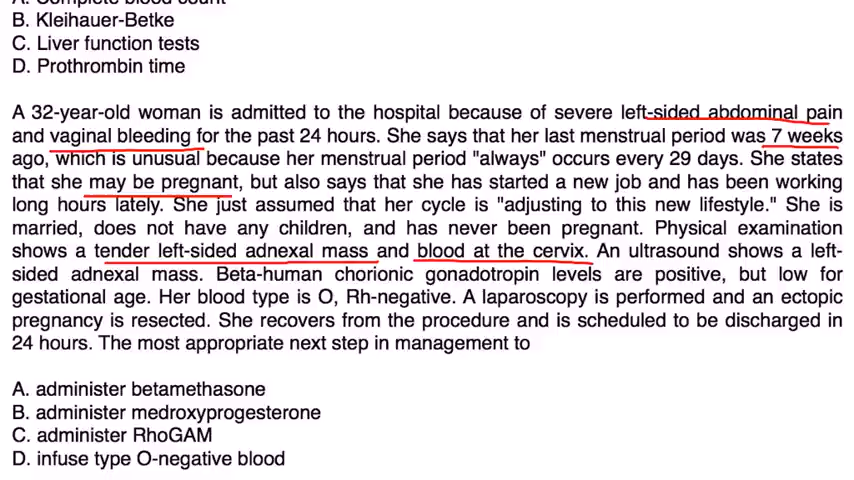 A. Complete blood count
B. Kleihauer-Betke
C. Liver function tests
D. Prothrombin time
A 32-year-old woman is admitted to the hospital because of severe left-sided abdominal pain
and vaginal bleeding for the past 24 hours. She says that her last menstrual period was 7 weeks
ago, which is unusual because her menstrual period "always" occurs every 29 days. She states
that she may be pregnant, but also says that she has started a new job and has been working
long hours lately. She just assumed that her cycle is "adjusting to this new lifestyle." She is
married, does not have any children, and has never been pregnant. Physical examination
shows a tender left-sided adnexal mass and blood at the cervix. An ultrasound shows a left-
sided adnexal mass. Beta-human chorionic gonadotropin levels are positive, but low for
gestational age. Her blood type is O, Rh-negative. A laparoscopy is performed and an ectopic
pregnancy is resected. She recovers from the procedure and is scheduled to be discharged in
24 hours. The most appropriate next step in management to
A. administer betamethasone
B. administer medroxyprogesterone
C. administer RhoGAM
D. infuse type O-negative blood